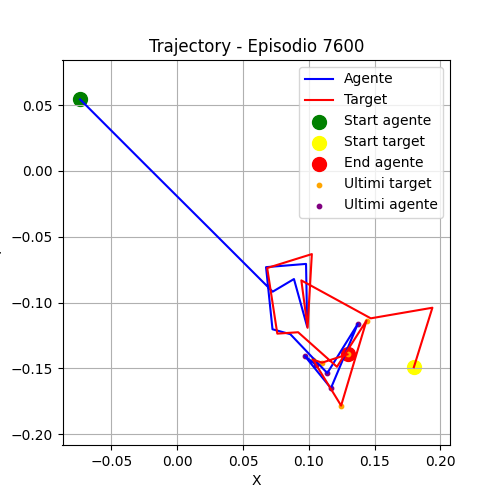 Trajectory - Episodio 7600
Agente
Target
Start agente
Start target
End agente
Ultimi target
Ultimi agente
0.05
0.00
−0.05
−0.10
−0.15
−0.20
−0.05
0.00
0.05
0.10
0.15
0.20
X